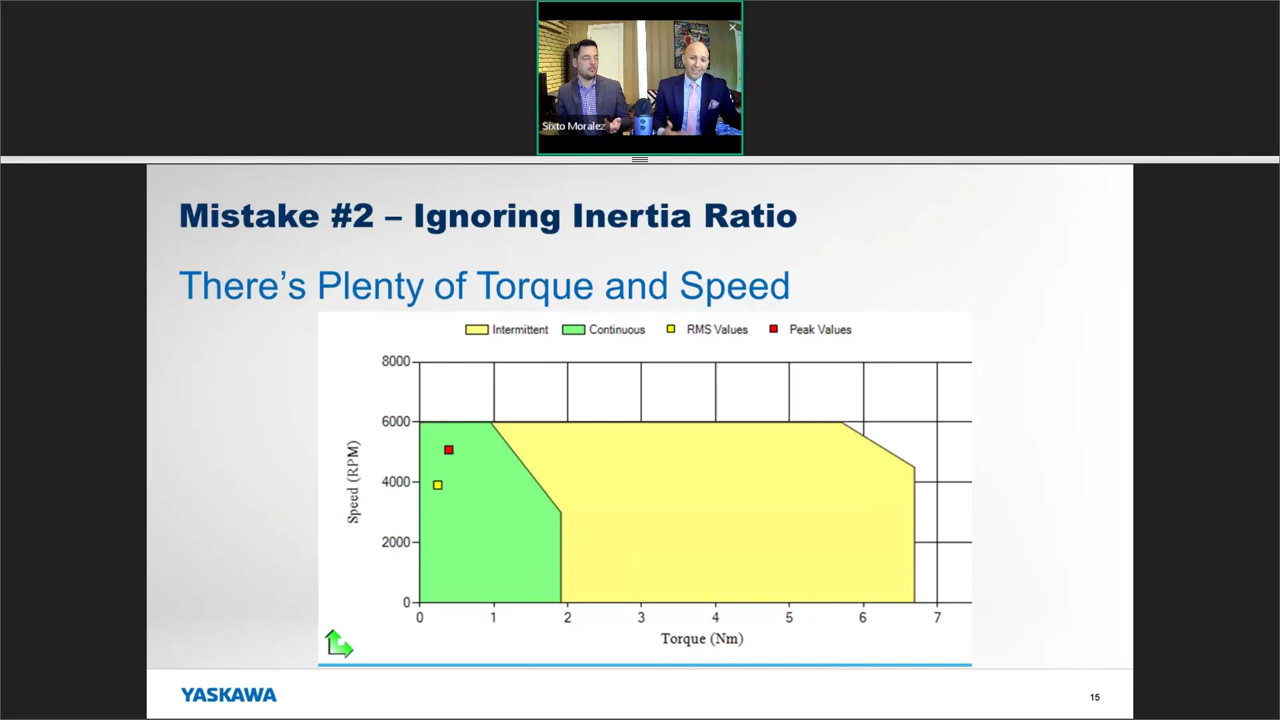 Sixto Moralez
Mistake #2 – Ignoring Inertia Ratio
There's Plenty of Torque and Speed
Intermittent Continuous RMS Values Peak Values
8000
6000
4000
2000
0
Speed (RPM)
0 1 2 3 4 5 6 7
Torque (Nm)
YASKAWA
15